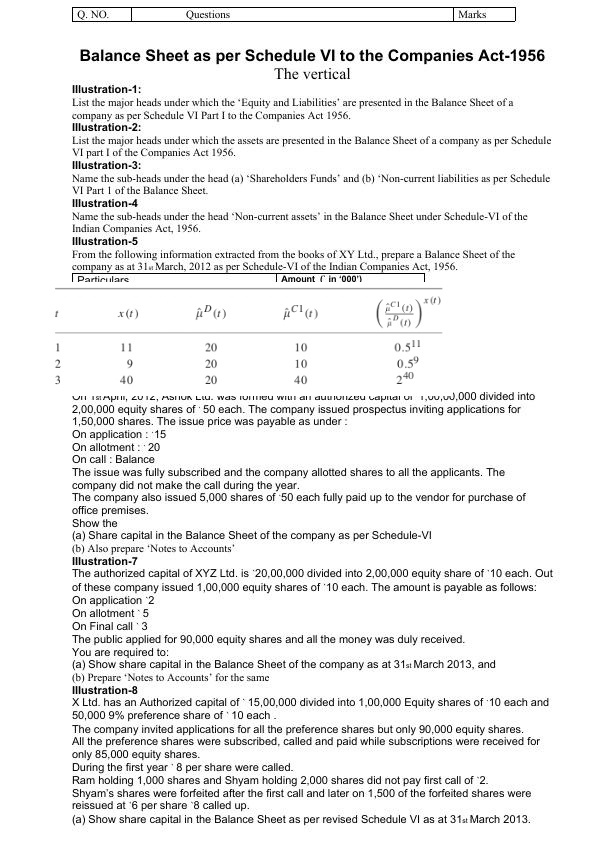 Q. NO. Questions Marks
Balance Sheet as per Schedule VI to the Companies Act-1956
The vertical
Illustration-1:
List the major heads under which the ‘Equity and Liabilities’ are presented in the Balance Sheet of a
company as per Schedule VI Part I to the Companies Act 1956.
Illustration-2:
List the major heads under which the assets are presented in the Balance Sheet of a company as per Schedule
VI part I of the Companies Act 1956.
Illustration-3:
Name the sub-heads under the head (a) ‘Shareholders Funds’ and (b) ‘Non-current liabilities as per Schedule
VI Part 1 of the Balance Sheet.
Illustration-4
Name the sub-heads under the head ‘Non-current assets’ in the Balance Sheet under Schedule-VI of the
Indian Companies Act, 1956.
Illustration-5
From the following information extracted from the books of XY Ltd., prepare a Balance Sheet of the
company as at 31st March, 2012 as per Schedule-VI of the Indian Companies Act, 1956.
Particulars Amount (` in ‘000’)
t x(t) μ̂^D(t) μ̂^C1(t) (μ̂^C1(t)/μ̂^D(t))^x(t)
1 11 20 10 0.5^11
2 9 20 10 0.5^9
3 40 20 40 2^40
On 1st April, 2012, Ashok Ltd. was formed with an authorized capital of ` 1,00,00,000 divided into
2,00,000 equity shares of ` 50 each. The company issued prospectus inviting applications for
1,50,000 shares. The issue price was payable as under :
On application : `15
On allotment : ` 20
On call : Balance
The issue was fully subscribed and the company allotted shares to all the applicants. The
company did not make the call during the year.
The company also issued 5,000 shares of `50 each fully paid up to the vendor for purchase of
office premises.
Show the
(a) Share capital in the Balance Sheet of the company as per Schedule-VI
(b) Also prepare ‘Notes to Accounts’
Illustration-7
The authorized capital of XYZ Ltd. is `20,00,000 divided into 2,00,000 equity share of `10 each. Out
of these company issued 1,00,000 equity shares of `10 each. The amount is payable as follows:
On application `2
On allotment ` 5
On Final call ` 3
The public applied for 90,000 equity shares and all the money was duly received.
You are required to:
(a) Show share capital in the Balance Sheet of the company as at 31st March 2013, and
(b) Prepare ‘Notes to Accounts’ for the same
Illustration-8
X Ltd. has an Authorized capital of ` 15,00,000 divided into 1,00,000 Equity shares of `10 each and
50,000 9% preference share of ` 10 each .
The company invited applications for all the preference shares but only 90,000 equity shares.
All the preference shares were subscribed, called and paid while subscriptions were received for
only 85,000 equity shares.
During the first year ` 8 per share were called.
Ram holding 1,000 shares and Shyam holding 2,000 shares did not pay first call of `2.
Shyam’s shares were forfeited after the first call and later on 1,500 of the forfeited shares were
reissued at `6 per share `8 called up.
(a) Show share capital in the Balance Sheet as per revised Schedule VI as at 31st March 2013.